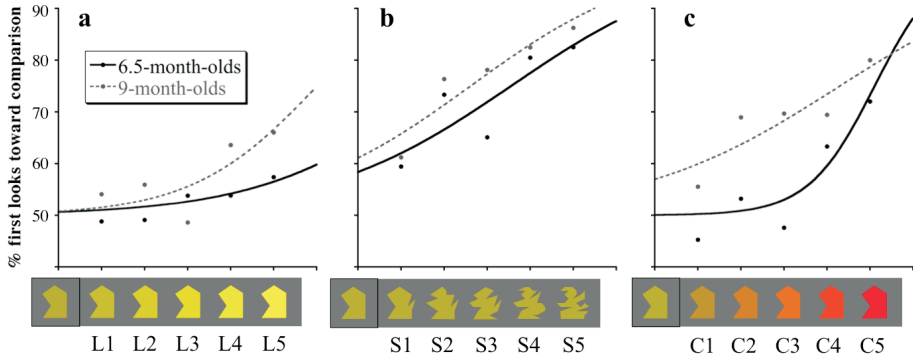 a
b
c
% first looks toward comparison
90
80
70
60
50
6.5-month-olds
9-month-olds
L1 L2 L3 L4 L5
S1 S2 S3 S4 S5
C1 C2 C3 C4 C5